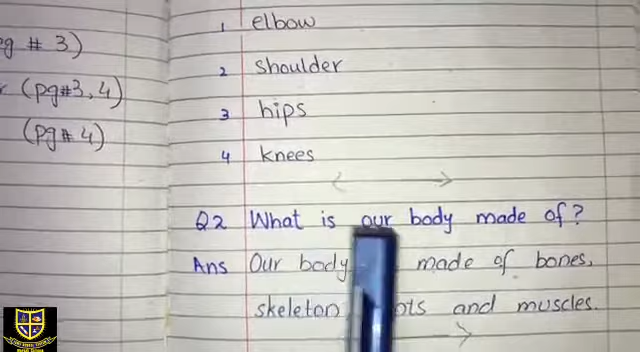 g # 3)
(pg#3,4)
(pg# 4)
1 elbow
2 shoulder
3 hips
4 knees
Q2 What is our body made of?
Ans Our body made of bones,
skeleton and muscles.